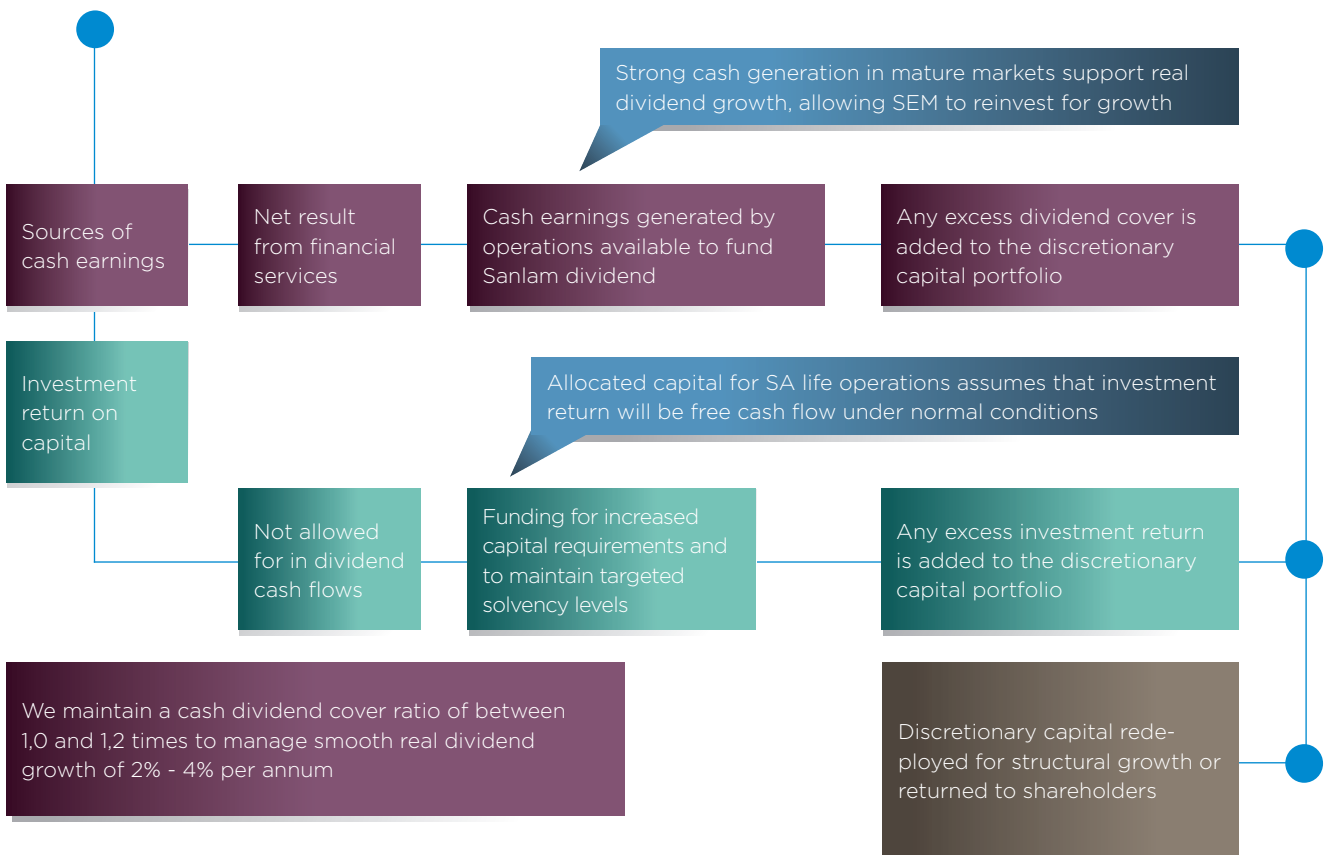 Strong cash generation in mature markets support real
dividend growth, allowing SEM to reinvest for growth
Sources of
cash earnings
Net result
from financial
services
Cash earnings generated by
operations available to fund
Sanlam dividend
Any excess dividend cover is
added to the discretionary
capital portfolio
Investment
return on
capital
Allocated capital for SA life operations assumes that investment
return will be free cash flow under normal conditions
Not allowed
for in dividend
cash flows
Funding for increased
capital requirements and
to maintain targeted
solvency levels
Any excess investment return
is added to the discretionary
capital portfolio
We maintain a cash dividend cover ratio of between
1,0 and 1,2 times to manage smooth real dividend
growth of 2% - 4% per annum
Discretionary capital rede-
ployed for structural growth or
returned to shareholders